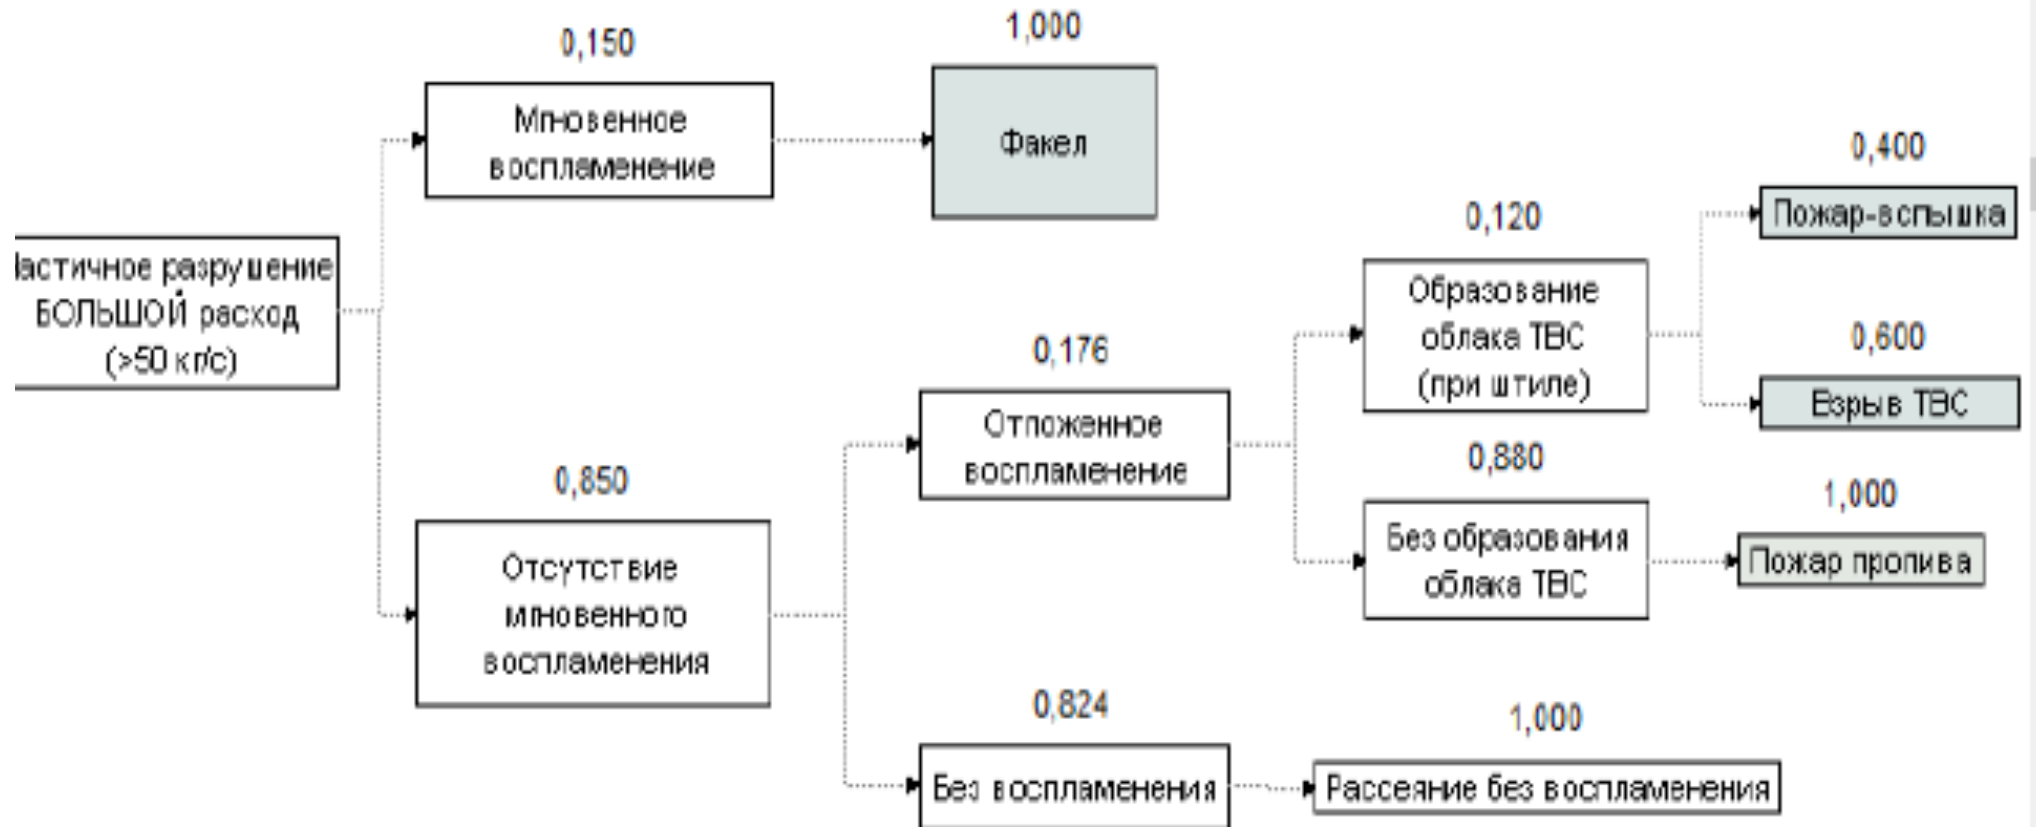 0,150
Мгновенное
воспламенение
1,000
Факел
астичное разрушение
БОЛЬШОЙ расход
(>50 кг/с)
0,850
Отсутствие
мгновенного
воспламенения
0,176
Отложенное
воспламенение
0,120
Образование
облака ТВС
(при штиле)
0,400
Пожар-вспышка
0,600
Взрыв ТВС
0,880
Без образования
облака ТВС
1,000
Пожар пролива
0,824
Без воспламенения
1,000
Рассеяние без воспламенения